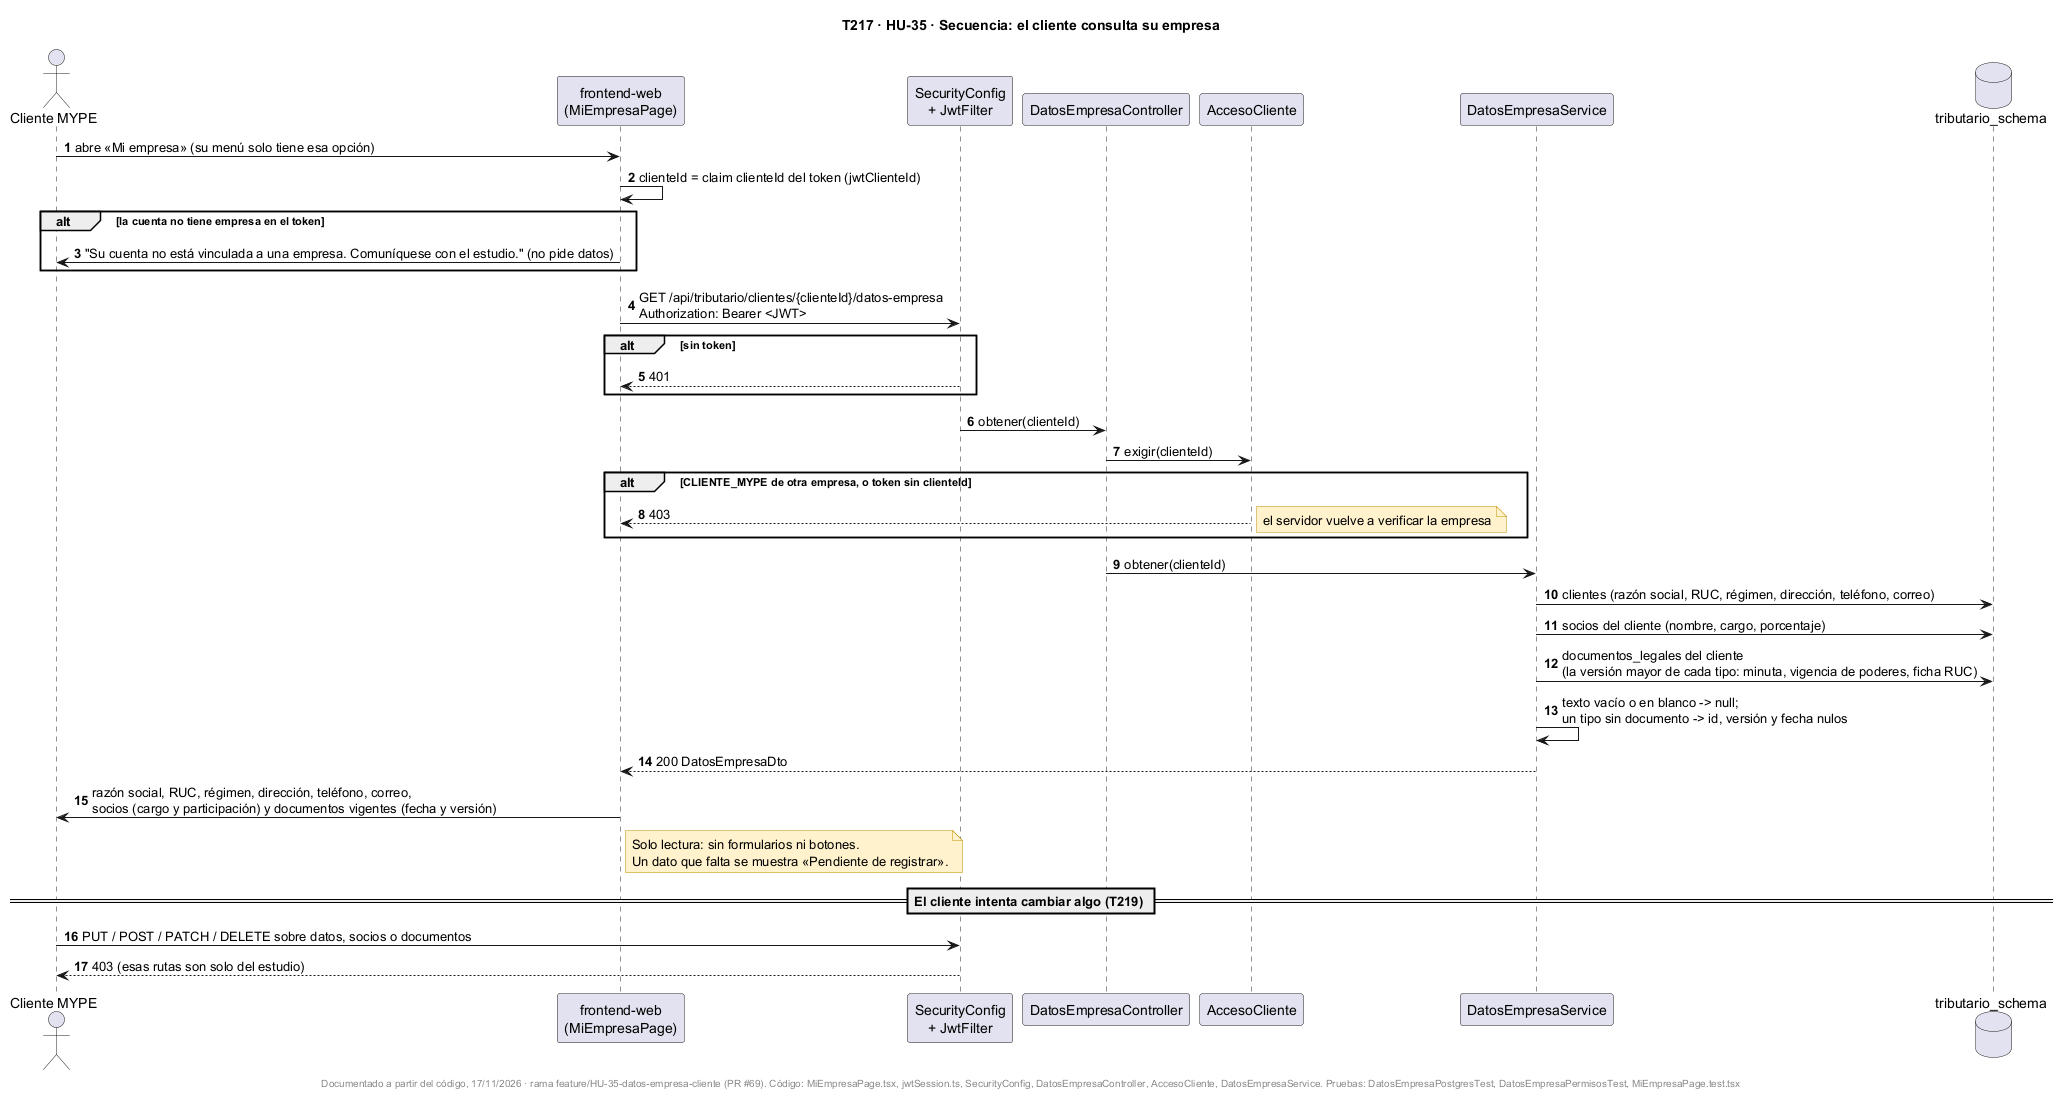 T217 · HU-35 · Secuencia: el cliente consulta su empresa
Cliente MYPE
frontend-web
(MiEmpresaPage)
SecurityConfig
+ JwtFilter
DatosEmpresaController
AccesoCliente
DatosEmpresaService
tributario_schema
1 abre «Mi empresa» (su menú solo tiene esa opción)
2 clienteId = claim clienteId del token (jwtClienteId)
alt [la cuenta no tiene empresa en el token]
3 "Su cuenta no está vinculada a una empresa. Comuníquese con el estudio." (no pide datos)
4 GET /api/tributario/clientes/{clienteId}/datos-empresa
Authorization: Bearer <JWT>
alt [sin token]
5 401
6 obtener(clienteId)
7 exigir(clienteId)
alt [CLIENTE_MYPE de otra empresa, o token sin clienteId]
8 403
el servidor vuelve a verificar la empresa
9 obtener(clienteId)
10 clientes (razón social, RUC, régimen, dirección, teléfono, correo)
11 socios del cliente (nombre, cargo, porcentaje)
12 documentos_legales del cliente
(la versión mayor de cada tipo: minuta, vigencia de poderes, ficha RUC)
13 texto vacío o en blanco -> null;
un tipo sin documento -> id, versión y fecha nulos
14 200 DatosEmpresaDto
15 razón social, RUC, régimen, dirección, teléfono, correo,
socios (cargo y participación) y documentos vigentes (fecha y versión)
Solo lectura: sin formularios ni botones.
Un dato que falta se muestra «Pendiente de registrar».
El cliente intenta cambiar algo (T219)
16 PUT / POST / PATCH / DELETE sobre datos, socios o documentos
17 403 (esas rutas son solo del estudio)
Cliente MYPE
frontend-web
(MiEmpresaPage)
SecurityConfig
+ JwtFilter
DatosEmpresaController
AccesoCliente
DatosEmpresaService
tributario_schema
Documentado a partir del código, 17/11/2026 · rama feature/HU-35-datos-empresa-cliente (PR #69). Código: MiEmpresaPage.tsx, jwtSession.ts, SecurityConfig, DatosEmpresaController, AccesoCliente, DatosEmpresaService. Pruebas: DatosEmpresaPostgresTest, DatosEmpresaPermisosTest, MiEmpresaPage.test.tsx